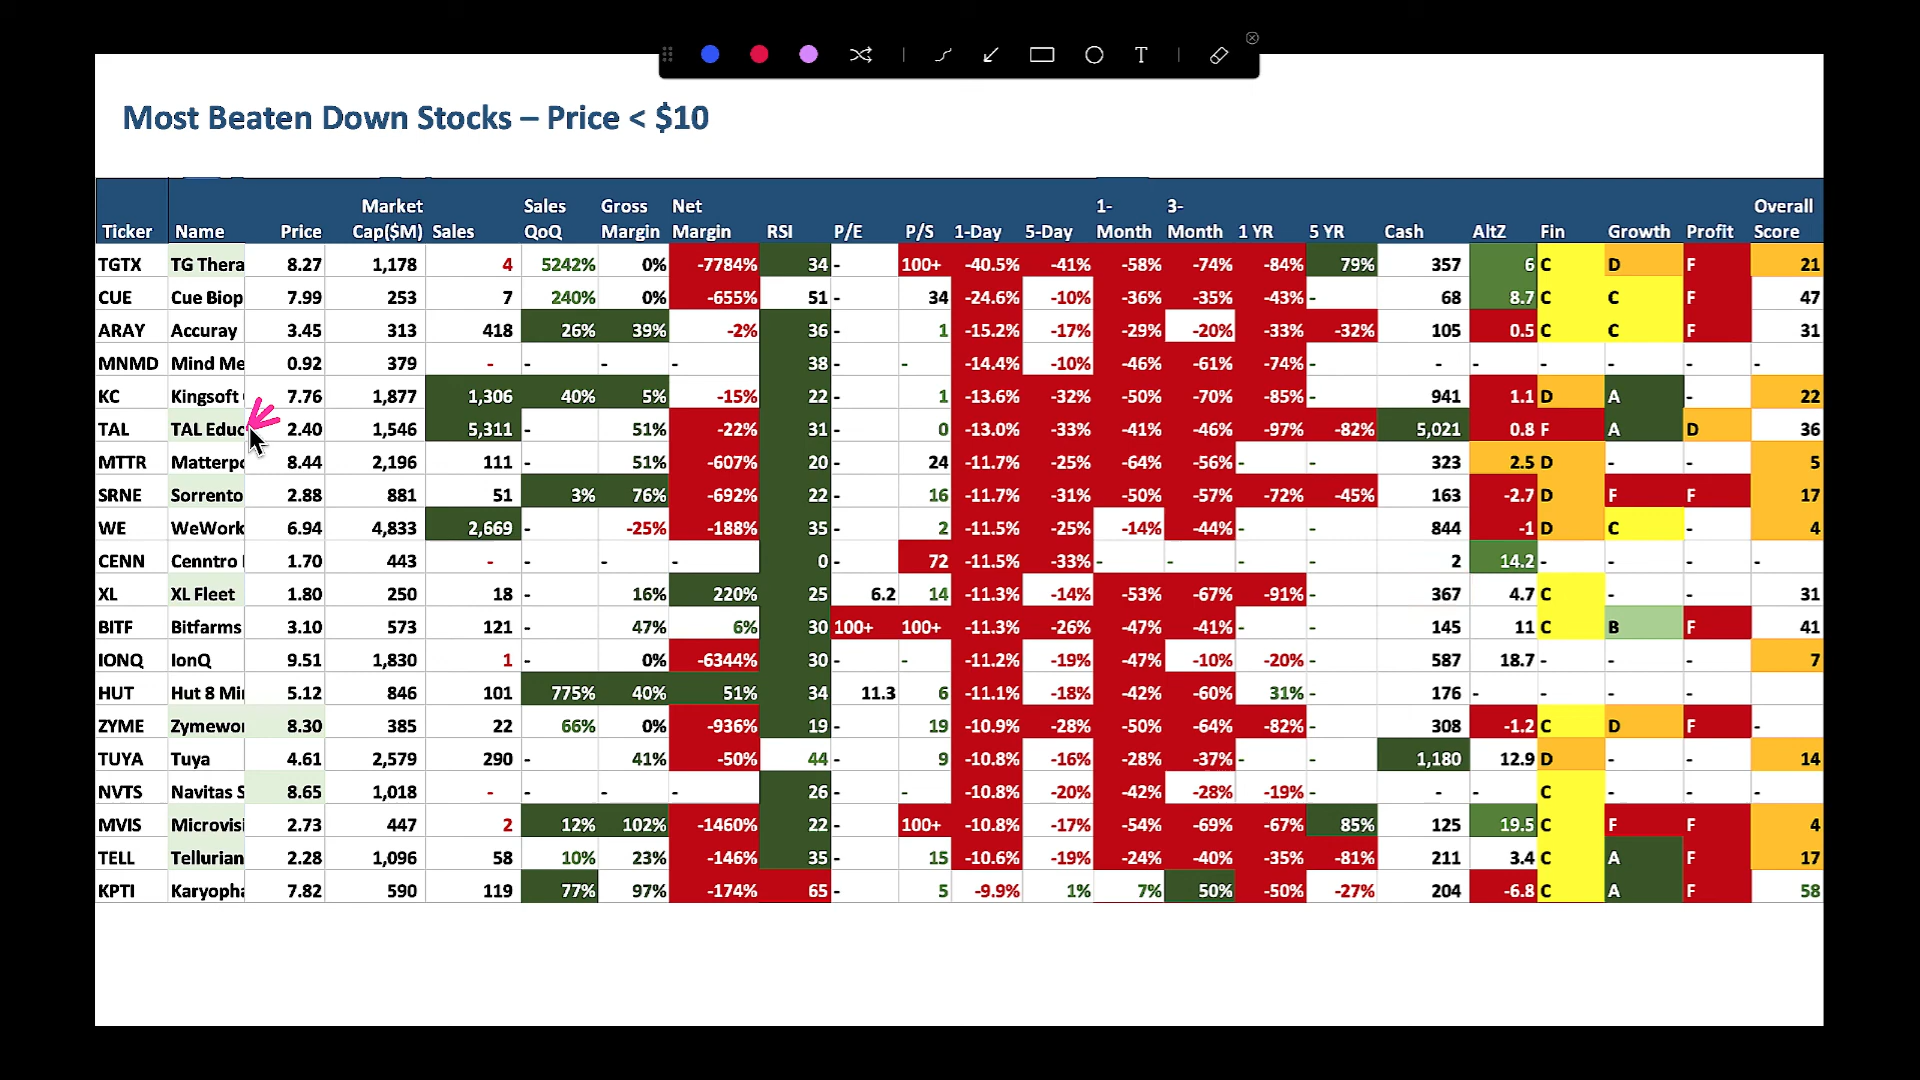 T
Most Beaten Down Stocks – Price < $10
Ticker Name Price Market Cap($M) Sales Sales QoQ Gross Margin Net Margin RSI P/E P/S 1-Day 5-Day 1-Month 3-Month 1 YR 5 YR Cash AltZ Fin Growth Profit Overall Score
TGTX TG Thera 8.27 1,178 4 5242% 0% -7784% 34 - 100+ -40.5% -41% -58% -74% -84% 79% 357 6 C D F 21
CUE Cue Biop 7.99 253 7 240% 0% -655% 51 - 34 -24.6% -10% -36% -35% -43% - 68 8.7 C C F 47
ARAY Accuray 3.45 313 418 26% 39% -2% 36 - 1 -15.2% -17% -29% -20% -33% -32% 105 0.5 C C F 31
MNMD Mind Me 0.92 379 - - - - 38 - - -14.4% -10% -46% -61% -74% - - - - - - -
KC Kingsoft 7.76 1,877 1,306 40% 5% -15% 22 - 1 -13.6% -32% -50% -70% -85% - 941 1.1 D A - 22
TAL TAL Educ 2.40 1,546 5,311 - 51% -22% 31 - 0 -13.0% -33% -41% -46% -97% -82% 5,021 0.8 F A D 36
MTTR Matterpo 8.44 2,196 111 - 51% -607% 20 - 24 -11.7% -25% -64% -56% - - 323 2.5 D - - 5
SRNE Sorrento 2.88 881 51 3% 76% -692% 22 - 16 -11.7% -31% -50% -57% -72% -45% 163 -2.7 D F F 17
WE WeWork 6.94 4,833 2,669 - -25% -188% 35 - 2 -11.5% -25% -14% -44% - - 844 -1 D C - 4
CENN Cenntro 1.70 443 - - - - 0 - 72 -11.5% -33% - - - - 2 14.2 - - - -
XL XL Fleet 1.80 250 18 - 16% 220% 25 6.2 14 -11.3% -14% -53% -67% -91% - 367 4.7 C - - 31
BITF Bitfarms 3.10 573 121 - 47% 6% 30 100+ 100+ -11.3% -26% -47% -41% - - 145 11 C B F 41
IONQ IonQ 9.51 1,830 1 - 0% -6344% 30 - - -11.2% -19% -47% -10% -20% - 587 18.7 - - - 7
HUT Hut 8 Mi 5.12 846 101 775% 40% 51% 34 11.3 6 -11.1% -18% -42% -60% 31% - 176 - - - -
ZYME Zymewor 8.30 385 22 66% 0% -936% 19 - 19 -10.9% -28% -50% -64% -82% - 308 -1.2 C D F -
TUYA Tuya 4.61 2,579 290 - 41% -50% 44 - 9 -10.8% -16% -28% -37% - - 1,180 12.9 D - - 14
NVTS Navitas S 8.65 1,018 - - - - 26 - - -10.8% -20% -42% -28% -19% - - - C - - -
MVIS Microvisi 2.73 447 2 12% 102% -1460% 22 - 100+ -10.8% -17% -54% -69% -67% 85% 125 19.5 C F F 4
TELL Tellurian 2.28 1,096 58 10% 23% -146% 35 - 15 -10.6% -19% -24% -40% -35% -81% 211 3.4 C A F 17
KPTI Karyopha 7.82 590 119 77% 97% -174% 65 - 5 -9.9% 1% 7% 50% -50% -27% 204 -6.8 C A F 58